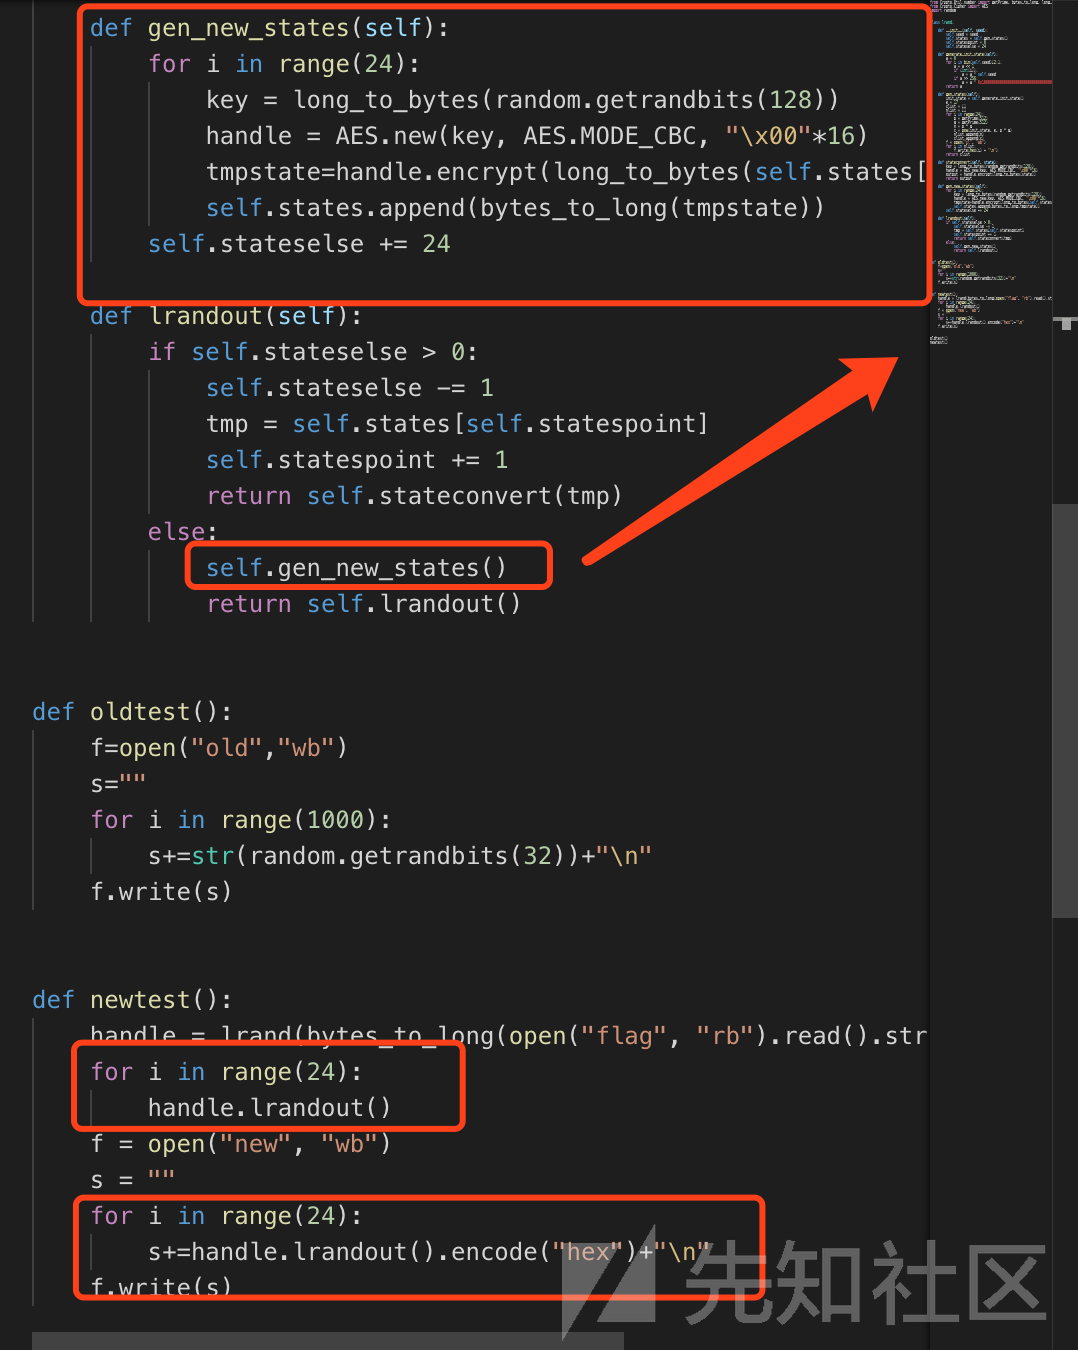 def gen_new_states(self):
for i in range(24):
key = long_to_bytes(random.getrandbits(128))
handle = AES.new(key, AES.MODE_CBC, "\x00"*16)
tmpstate=handle.encrypt(long_to_bytes(self.states[
self.states.append(bytes_to_long(tmpstate))
self.stateselse += 24
def lrandout(self):
if self.stateselse > 0:
self.stateselse -= 1
tmp = self.states[self.statespoint]
self.statespoint += 1
return self.stateconvert(tmp)
else:
self.gen_new_states()
return self.lrandout()
def oldtest():
f=open("old","wb")
s=""
for i in range(1000):
s+=str(random.getrandbits(32))+"\n"
f.write(s)
def newtest():
handle = lrand(bytes_to_long(open("flag", "rb").read().str
for i in range(24):
handle.lrandout()
f = open("new", "wb")
s = ""
for i in range(24):
s+=handle.lrandout().encode("hex")+"\n"
f.write(s)
先知社区